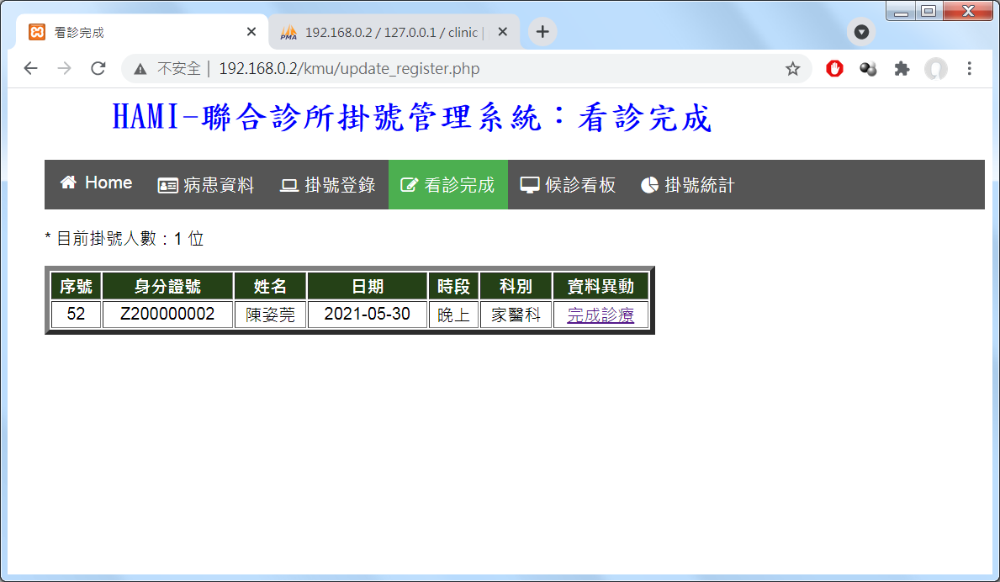 看診完成
PMA 192.168.0.2 / 127.0.0.1 / clinic |
不安全 | 192.168.0.2/kmu/update_register.php
HAMI-聯合診所掛號管理系統：看診完成
Home 病患資料 掛號登錄 看診完成 候診看板 掛號統計
* 目前掛號人數：1 位
序號 身分證號 姓名 日期 時段 科別 資料異動
52 Z200000002 陳姿莞 2021-05-30 晚上 家醫科 完成診療